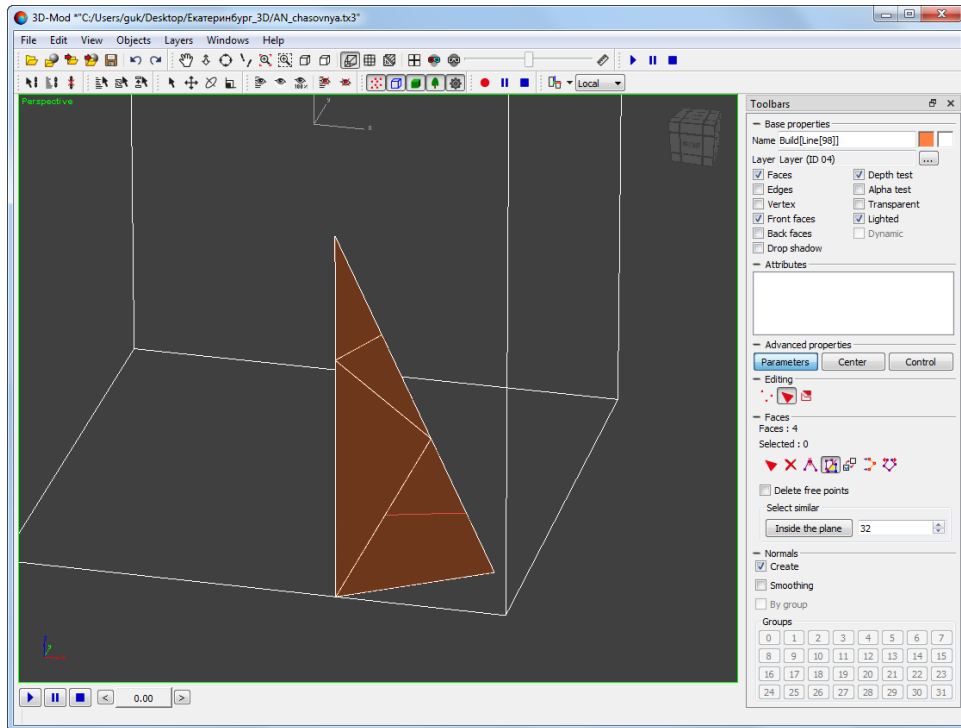 3D-Mod *"C:/Users/guk/Desktop/Екатеринбург_3D/AN_chasovnya.tx3"
File Edit View Objects Layers Windows Help
100%
Local
Perspective
y
x
Toolbars
Base properties
Name Build[Line[98]]
Layer Layer (ID 04) ...
Faces Depth test
Edges Alpha test
Vertex Transparent
Front faces Lighted
Back faces Dynamic
Drop shadow
Attributes
Advanced properties
Parameters Center Control
Editing
Faces
Faces : 4
Selected : 0
Delete free points
Select similar
Inside the plane 32
Normals
Create
Smoothing
By group
Groups
0 1 2 3 4 5 6 7
8 9 10 11 12 13 14 15
16 17 18 19 20 21 22 23
24 25 26 27 28 29 30 31
< 0.00 >